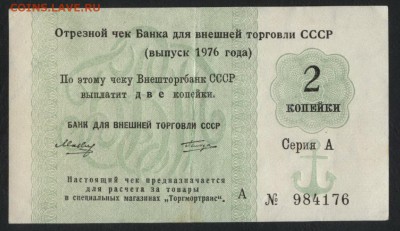 COINS.LAVE.RU
Отрезной чек Банка для внешней торговли СССР
(выпуск 1976 года)
По этому чеку Внешторгбанк СССР
выплатит две копейки.
БАНК ДЛЯ ВНЕШНЕЙ ТОРГОВЛИ СССР
2
КОПЕЙКИ
Серия А
Настоящий чек предназначается
для расчета за товары
в специальных магазинах „Торгмортранс".
А № 984176